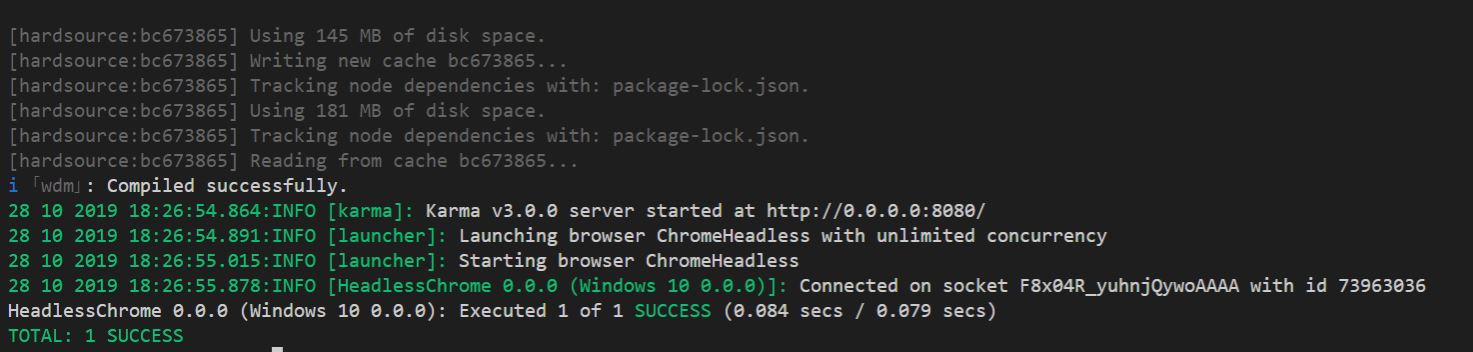 [hardsource:bc673865] Using 145 MB of disk space.
[hardsource:bc673865] Writing new cache bc673865...
[hardsource:bc673865] Tracking node dependencies with: package-lock.json.
[hardsource:bc673865] Using 181 MB of disk space.
[hardsource:bc673865] Tracking node dependencies with: package-lock.json.
[hardsource:bc673865] Reading from cache bc673865...
i 「wdm」: Compiled successfully.
28 10 2019 18:26:54.864:INFO [karma]: Karma v3.0.0 server started at http://0.0.0.0:8080/
28 10 2019 18:26:54.891:INFO [launcher]: Launching browser ChromeHeadless with unlimited concurrency
28 10 2019 18:26:55.015:INFO [launcher]: Starting browser ChromeHeadless
28 10 2019 18:26:55.878:INFO [HeadlessChrome 0.0.0 (Windows 10 0.0.0)]: Connected on socket F8x04R_yuhnjQywoAAAA with id 73963036
HeadlessChrome 0.0.0 (Windows 10 0.0.0): Executed 1 of 1 SUCCESS (0.084 secs / 0.079 secs)
TOTAL: 1 SUCCESS